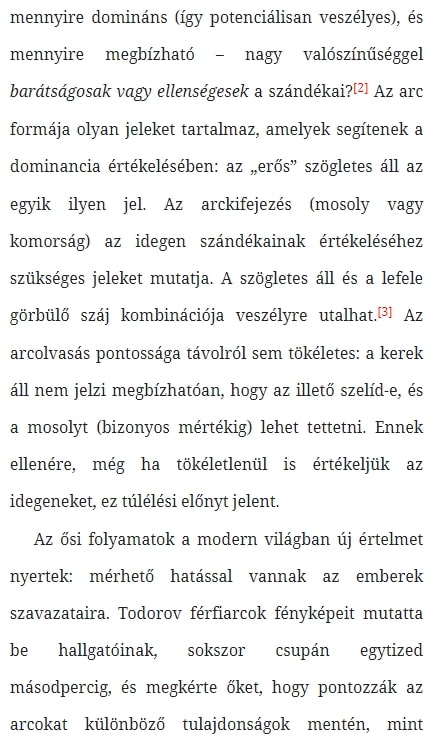 mennyire domináns (így potenciálisan veszélyes), és
mennyire megbízható – nagy valószínűséggel
barátságosak vagy ellenségesek a szándékai?[2] Az arc
formája olyan jeleket tartalmaz, amelyek segítenek a
dominancia értékelésében: az „erős” szögletes áll az
egyik ilyen jel. Az arckifejezés (mosoly vagy
komorság) az idegen szándékainak értékeléséhez
szükséges jeleket mutatja. A szögletes áll és a lefele
görbülő száj kombinációja veszélyre utalhat.[3] Az
arcolvasás pontossága távolról sem tökéletes: a kerek
áll nem jelzi megbízhatóan, hogy az illető szelíd-e, és
a mosolyt (bizonyos mértékig) lehet tettetni. Ennek
ellenére, még ha tökéletlenül is értékeljük az
idegeneket, ez túlélési előnyt jelent.
Az ősi folyamatok a modern világban új értelmet
nyertek: mérhető hatással vannak az emberek
szavazataira. Todorov férfiarcok fényképeit mutatta
be hallgatóinak, sokszor csupán egytized
másodpercig, és megkérte őket, hogy pontozzák az
arcokat különböző tulajdonságok mentén, mint